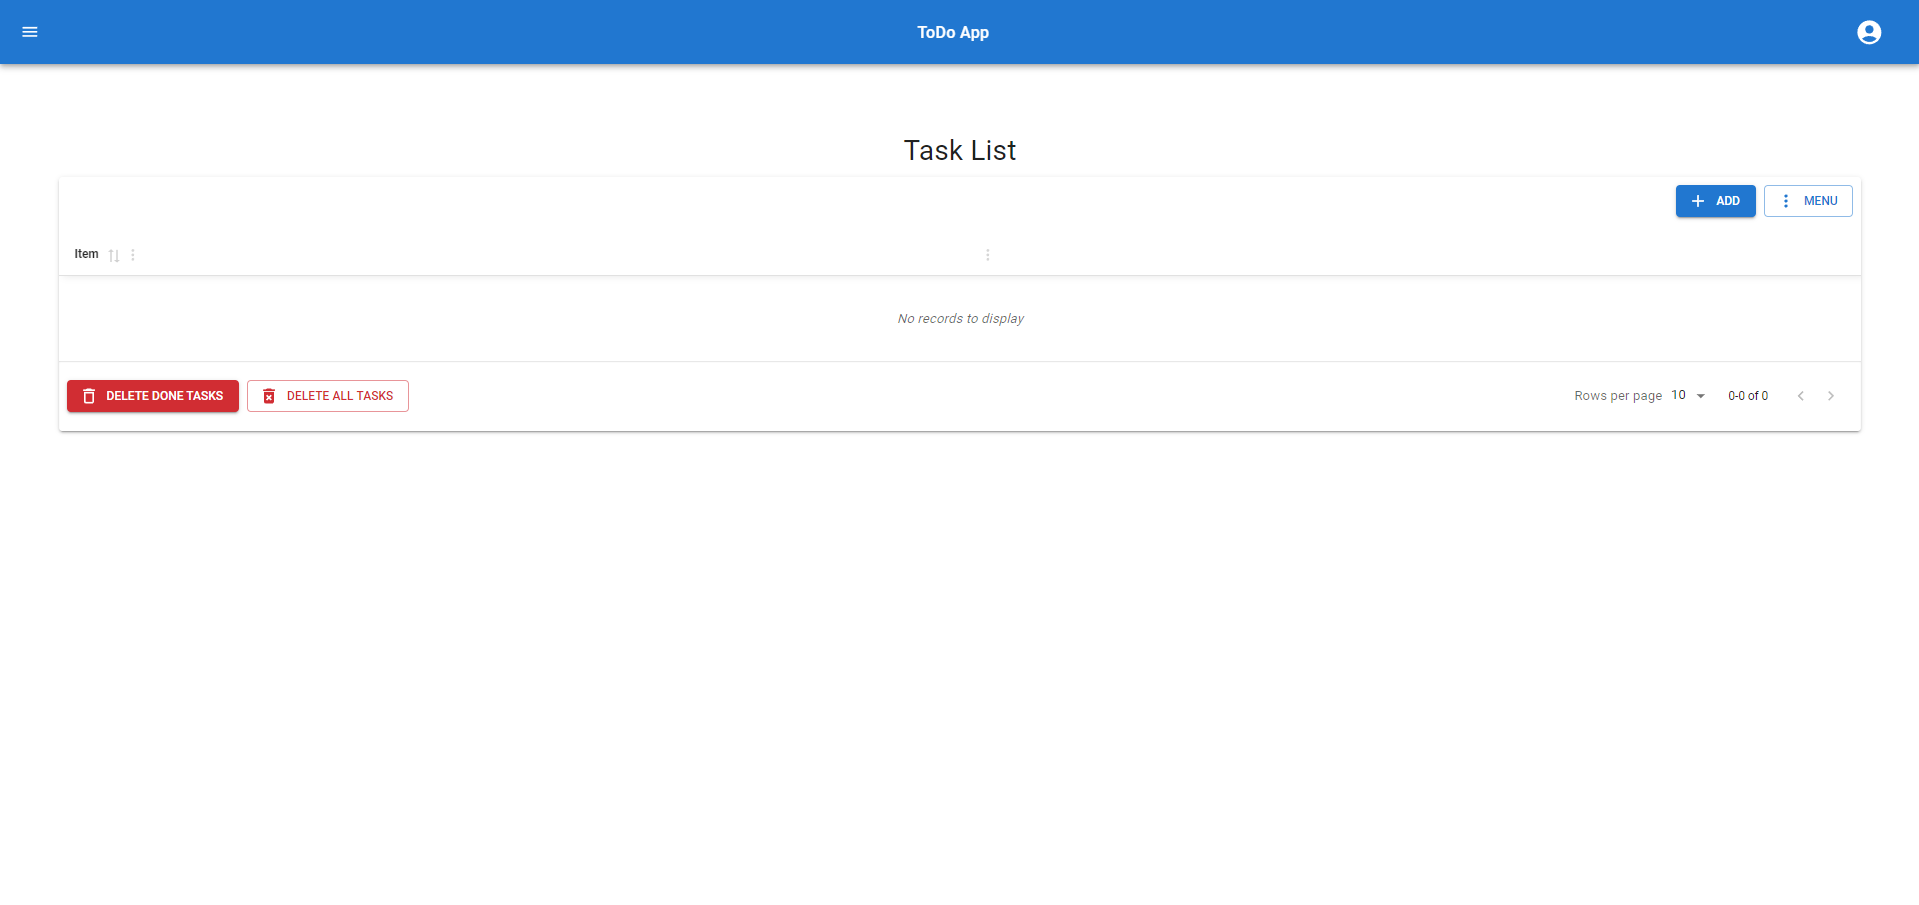 ToDo App
Task List
ADD MENU
Item
No records to display
DELETE DONE TASKS DELETE ALL TASKS Rows per page 10 0-0 of 0